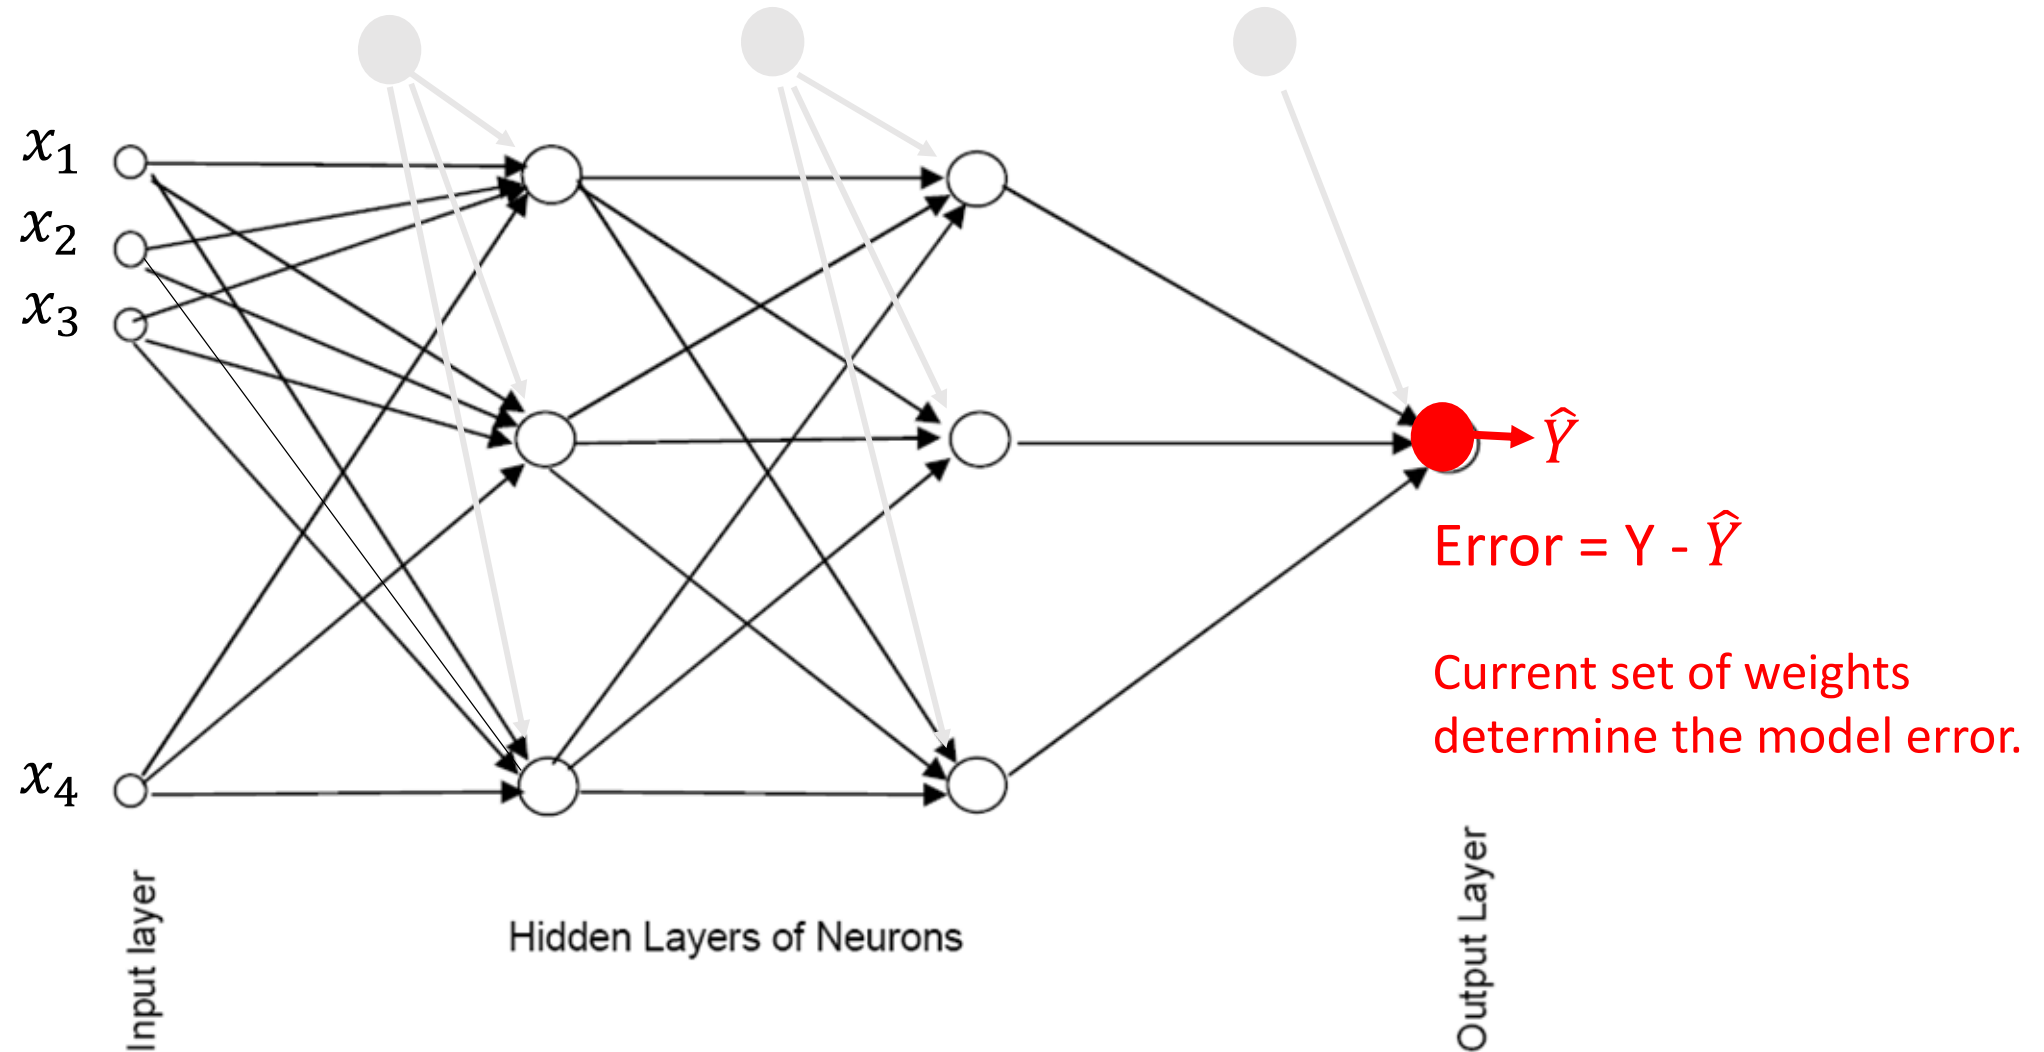 x₁
x₂
x₃
x₄
Ŷ
Error = Y - Ŷ
Current set of weights
determine the model error.
Input layer
Hidden Layers of Neurons
Output Layer